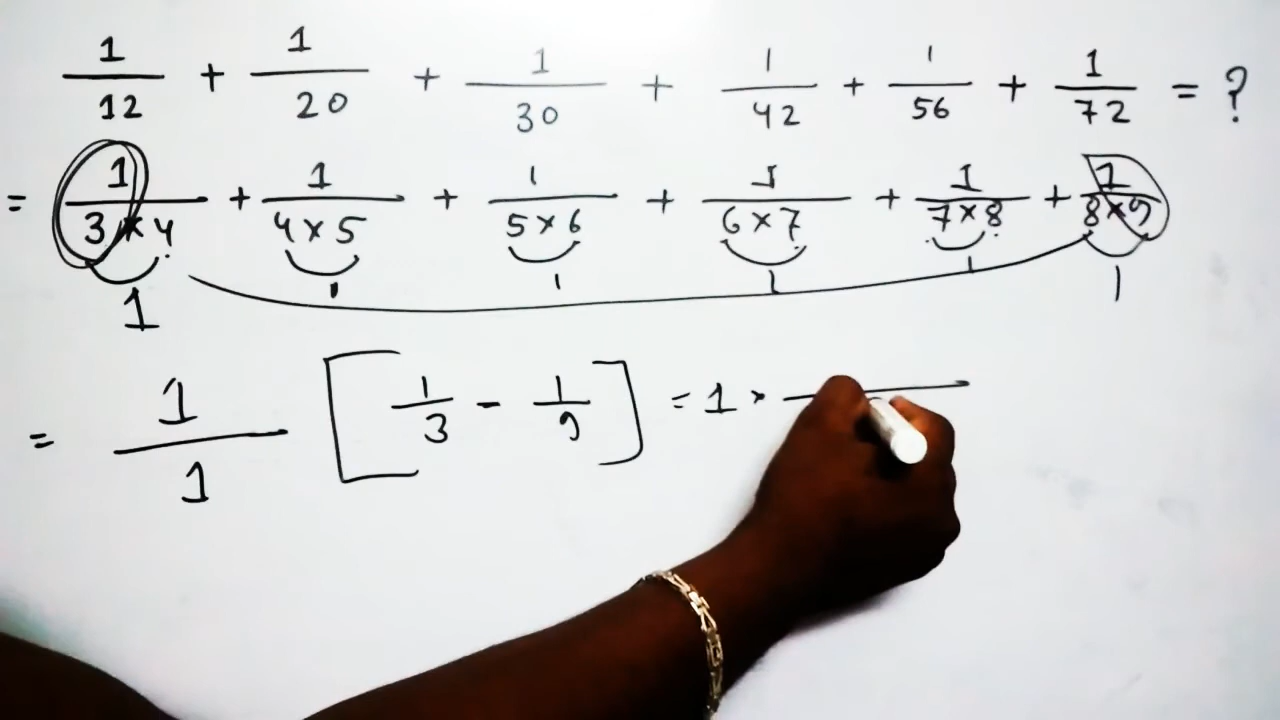 1/12 + 1/20 + 1/30 + 1/42 + 1/56 + 1/72 = ?
= 1/3×4 + 1/4×5 + 1/5×6 + 1/6×7 + 1/7×8 + 1/8×9
1 1 1 1 1 1
= 1/1 [1/3 - 1/9] = 1 ×